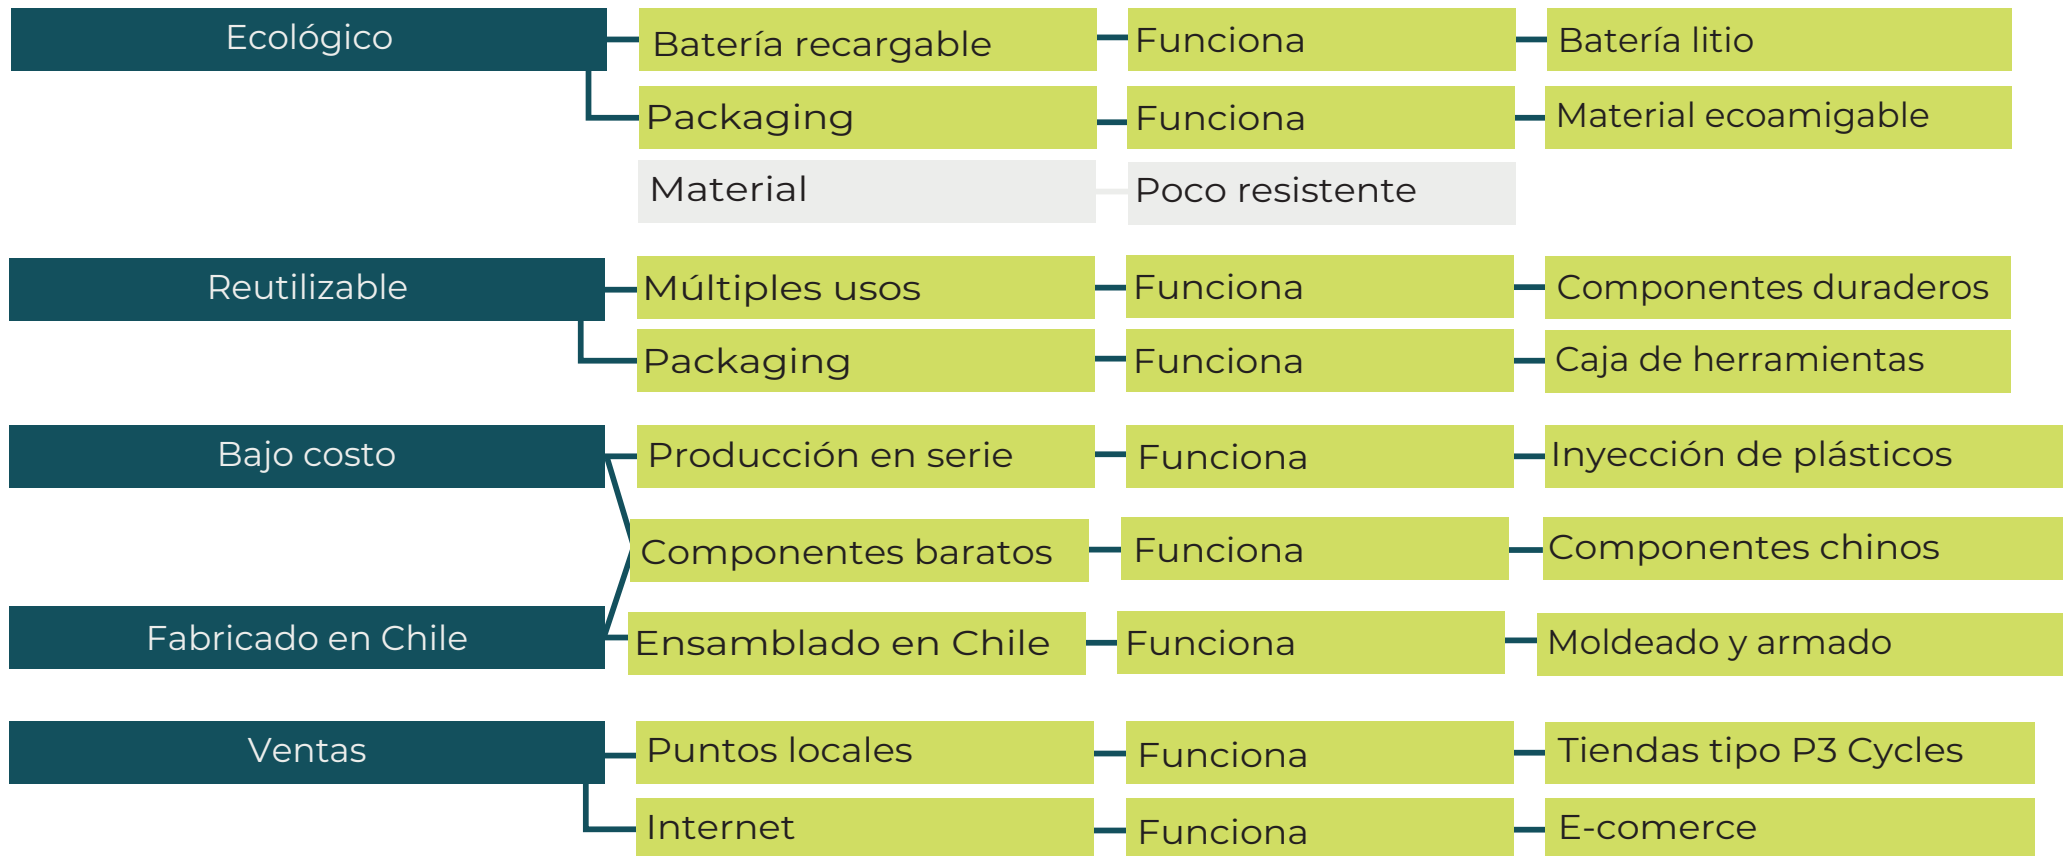 Ecológico
Batería recargable
Funciona
Batería litio
Packaging
Funciona
Material ecoamigable
Material
Poco resistente
Reutilizable
Múltiples usos
Funciona
Componentes duraderos
Packaging
Funciona
Caja de herramientas
Bajo costo
Producción en serie
Funciona
Inyección de plásticos
Componentes baratos
Funciona
Componentes chinos
Fabricado en Chile
Ensamblado en Chile
Funciona
Moldeado y armado
Ventas
Puntos locales
Funciona
Tiendas tipo P3 Cycles
Internet
Funciona
E-comerce